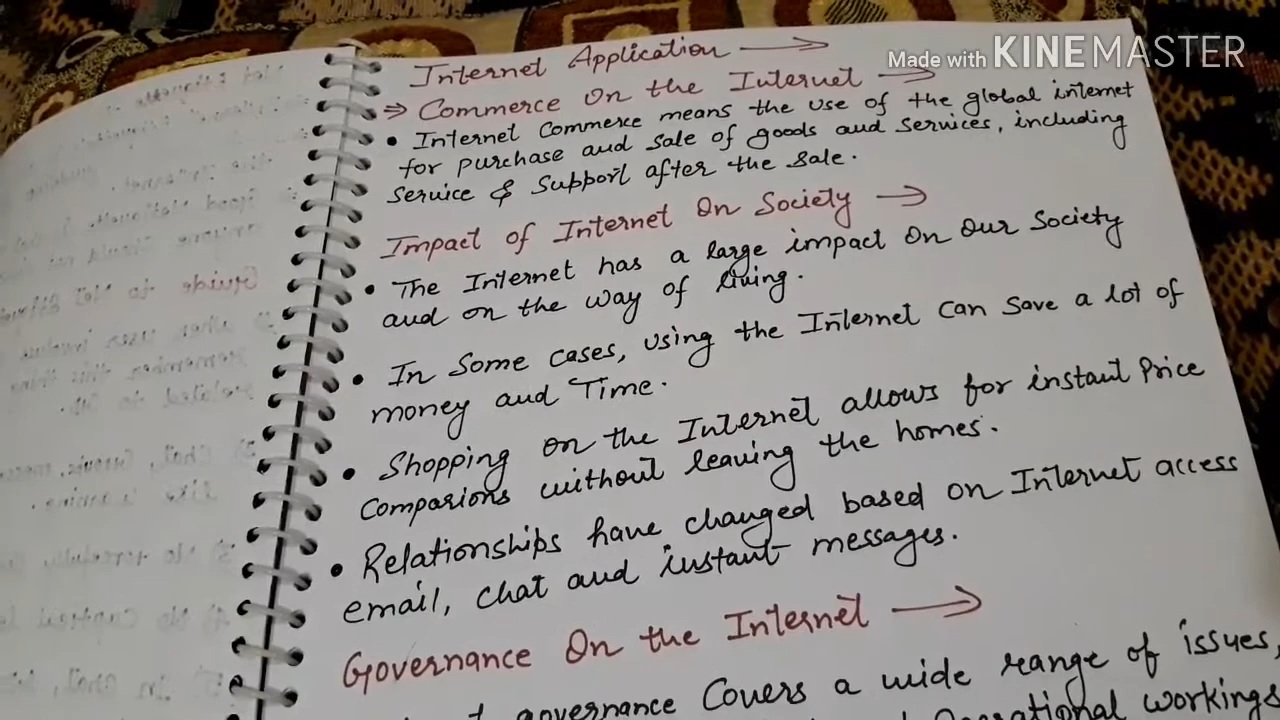 Made with KINEMASTER
Internet Application →
⇒ Commerce On the Internet →
• Internet Commerce means the use of the global internet
for purchase and sale of goods and services, including
Service & Support after the sale.
Impact of Internet On Society →
• The Internet has a large impact on our society
and on the way of living.
• In Some cases, using the Internet can save a lot of
money and Time.
• Shopping on the Internet allows for instant Price
Comparions without leaving the homes.
• Relationships have changed based on Internet access
email, chat and instant messages.
Governance On the Internet →
governance Covers a wide range of issues,
Operational workings